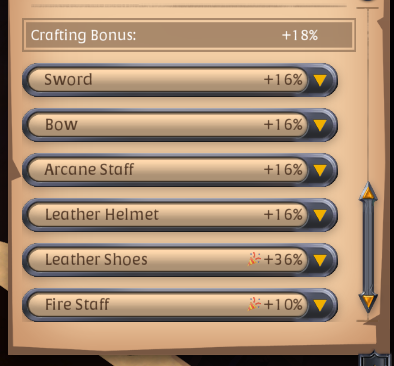 Crafting Bonus: +18%
Sword +16%
Bow +16%
Arcane Staff +16%
Leather Helmet +16%
Leather Shoes +36%
Fire Staff +10%